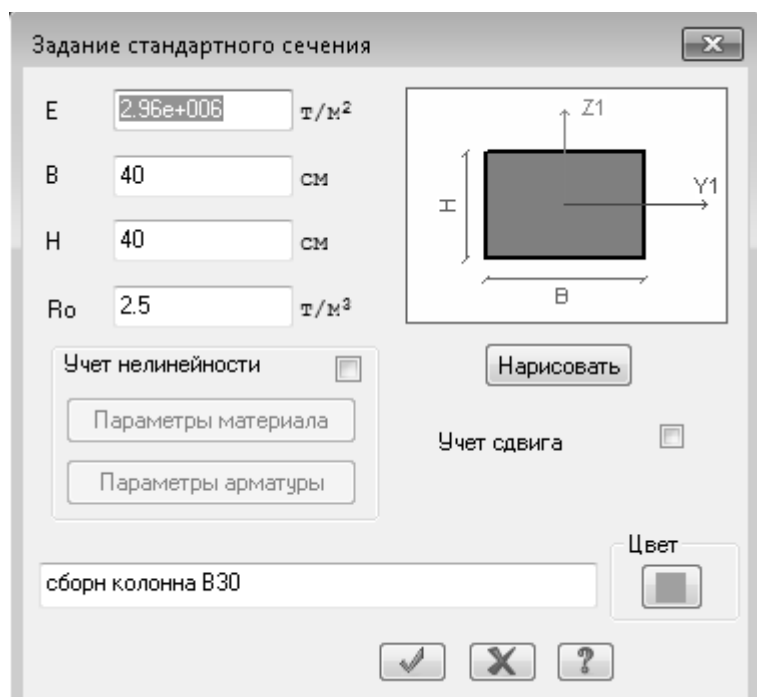 Задание стандартного сечения
E 2.96e+006 т/м²
B 40 см
H 40 см
Ro 2.5 т/м³
Z1
Y1
H
B
Учет нелинейности
Нарисовать
Параметры материала
Учет сдвига
Параметры арматуры
Цвет
сборн колонна В30
?